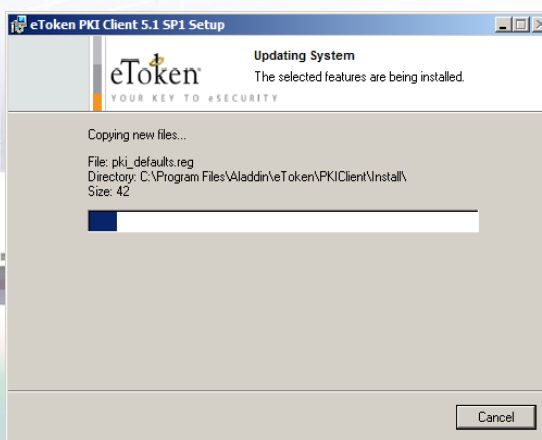 eToken PKI Client 5.1 SP1 Setup
eToken
YOUR KEY TO eSECURITY
Updating System
The selected features are being installed.
Copying new files...
File: pki_defaults.reg
Directory: C:\Program Files\Aladdin\eToken\PKIClient\Install\
Size: 42
Cancel